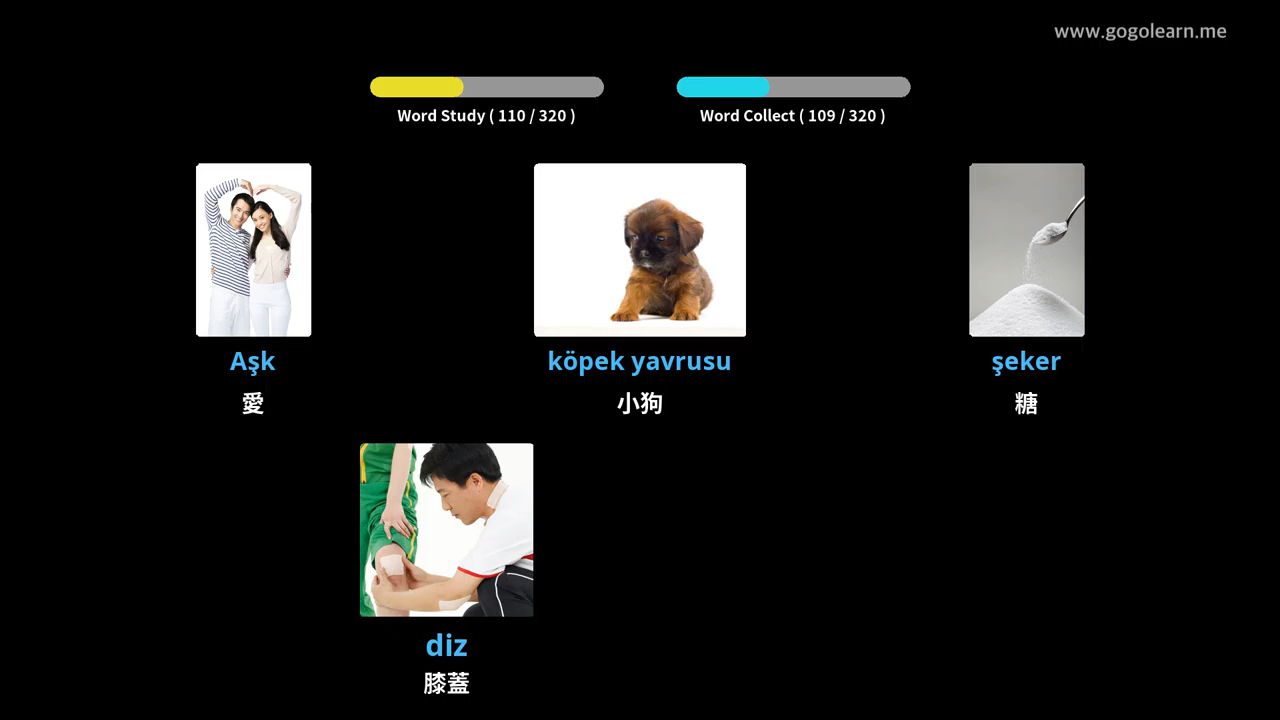 www.gogolearn.me
Word Study ( 110 / 320 )
Word Collect ( 109 / 320 )
Aşk
愛
köpek yavrusu
小狗
şeker
糖
diz
膝蓋